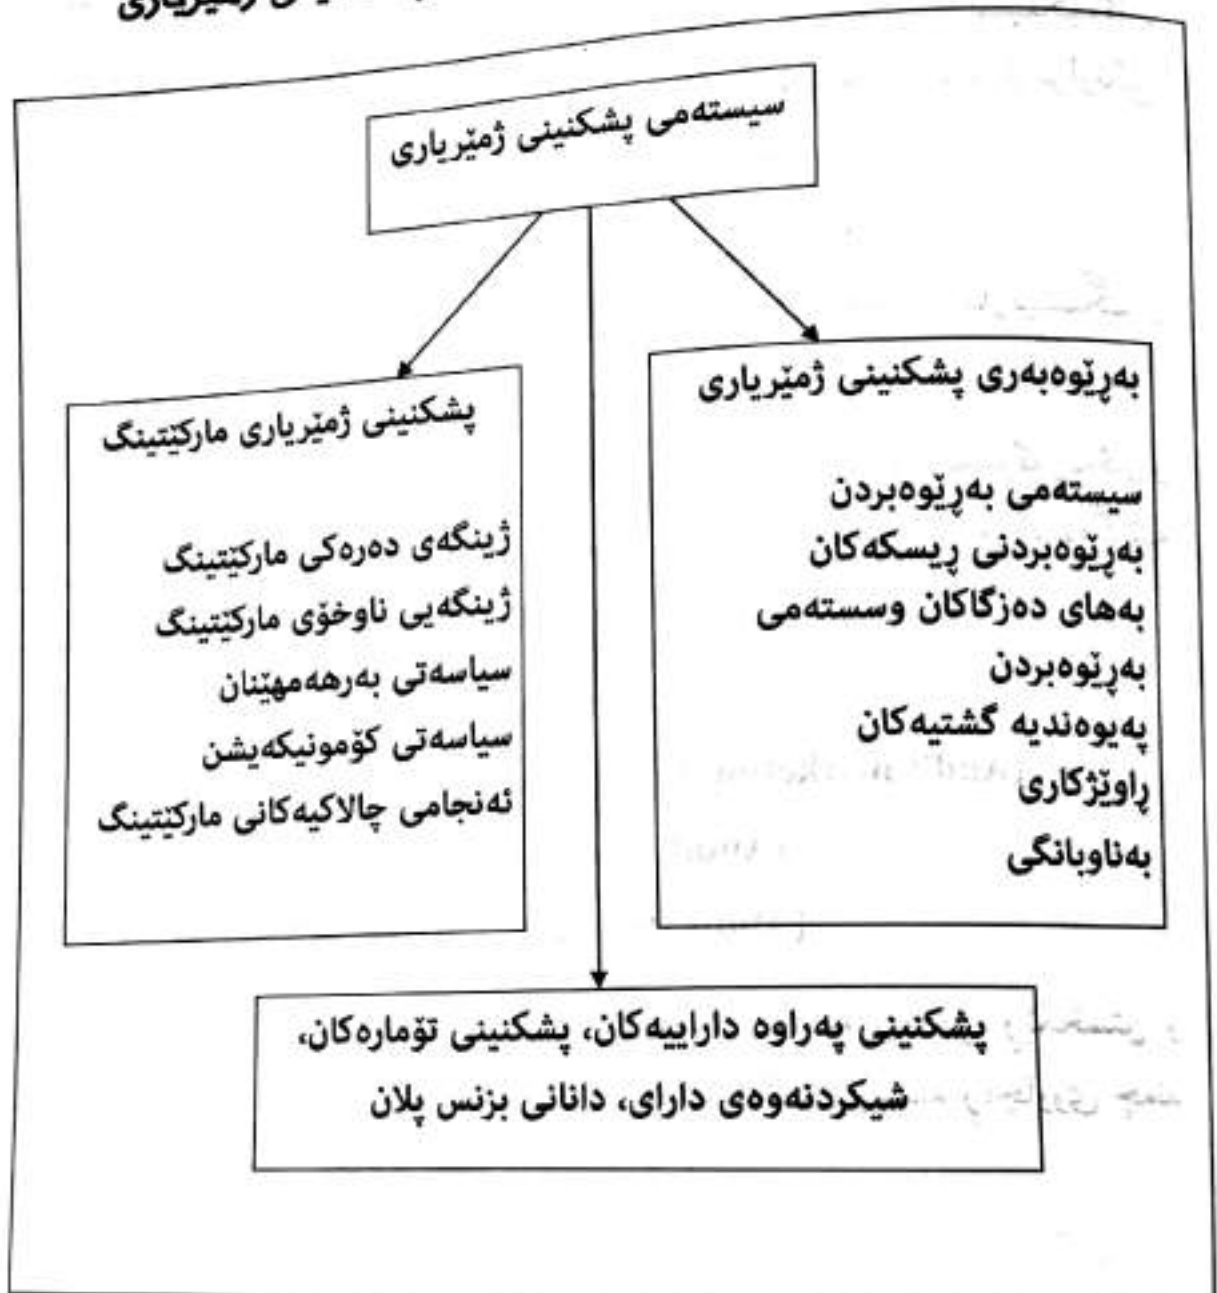 ژمێریاری
سیستەمی پشکنینی ژمێریاری
بەڕێوەبەری پشکنینی ژمێریاری
سیستەمی بەڕێوەبردن
بەڕێوەبردنی ڕیسکەکان
بەهای دەزگاکان وسستەمی
بەڕێوەبردن
پەیوەندیە گشتیەکان
ڕاوێژکاری
بەناوبانگی
پشکنینی ژمێریاری مارکێتینگ
ژینگەی دەرەکی مارکێتینگ
ژینگەیی ناوخۆی مارکێتینگ
سیاسەتی بەرهەمهێنان
سیاسەتی کۆمونیکەیشن
ئەنجامی چالاکیەکانی مارکێتینگ
پشکنینی پەراوە داراییەکان، پشکنینی تۆمارەکان،
شیکردنەوەی دارای، دانانی بزنس پلان